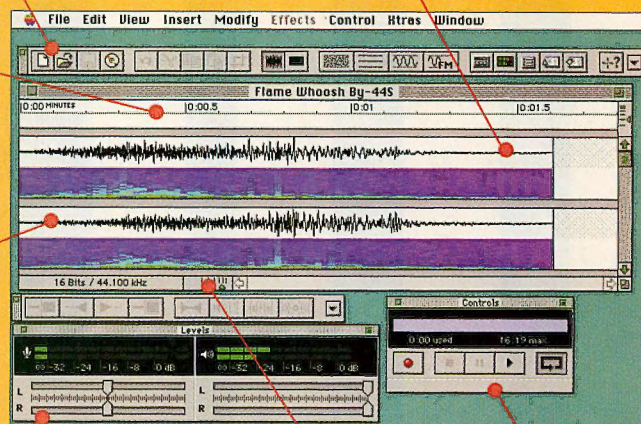 File Edit View Insert Modify Effects Control Xtras Window
FM
?
Flame Whoosh By-44S
0:00 MINUTES 0:00.5 0:01 0:01.5
16 Bits / 44.100 kHz
Levels
∞ -32 -24 -16 -8 0 dB ∞ -32 -24 -16 -8 0 dB
L
R
Controls
0:00 used 16:19 max